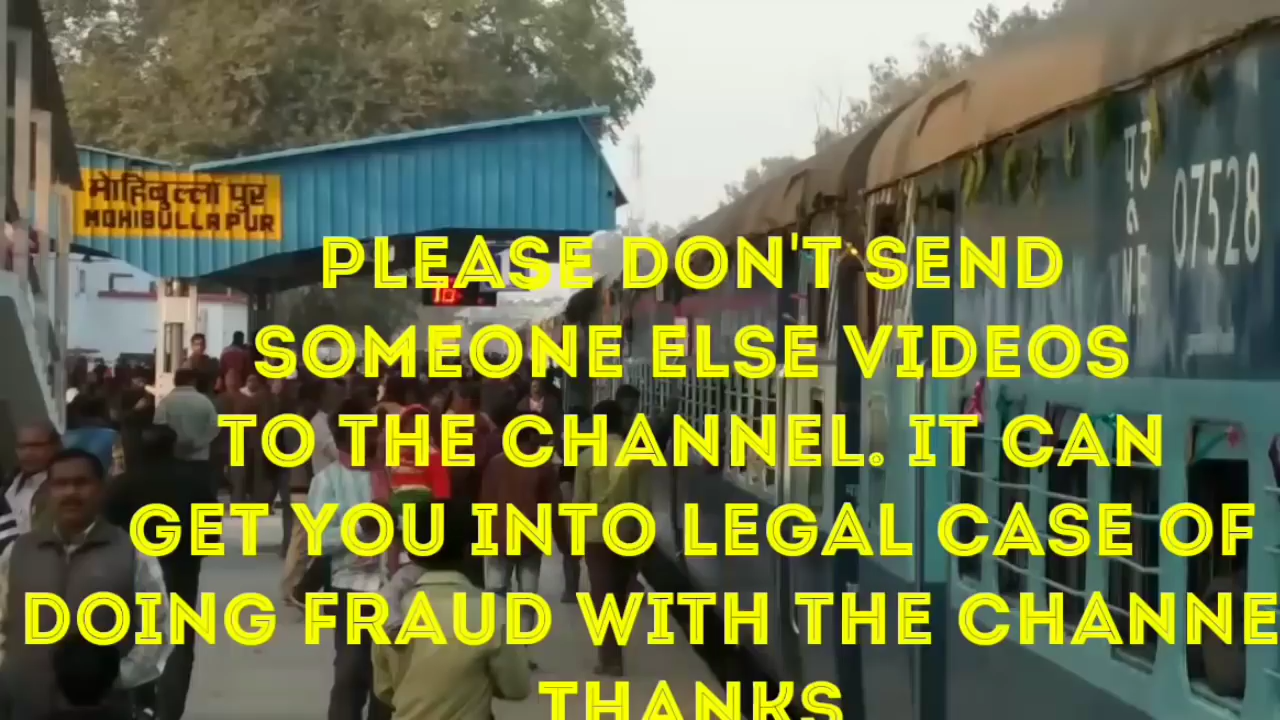 मोहिबुल्ला पुर
MOHIBULLAPUR
पू उ
07528
PLEASE DON'T SEND
SOMEONE ELSE VIDEOS
TO THE CHANNEL. IT CAN
GET YOU INTO LEGAL CASE OF
DOING FRAUD WITH THE CHANNE
THANKS